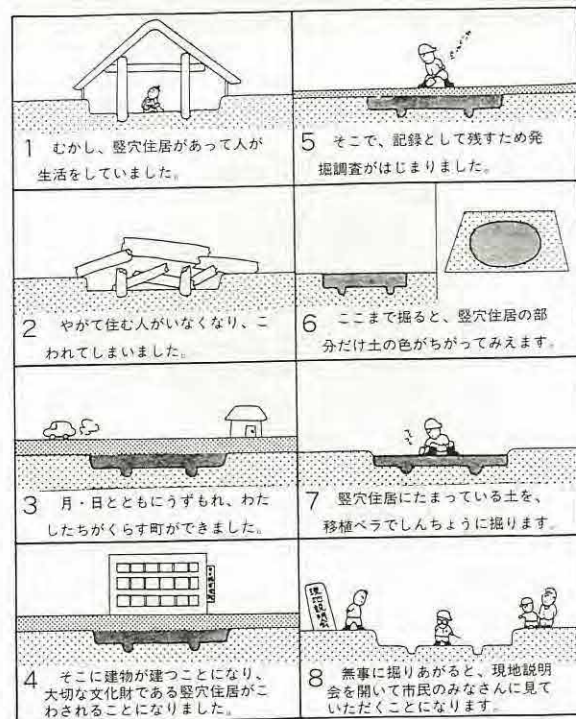 1 むかし、竪穴住居があって人が
生活をしていました。
2 やがて住む人がいなくなり、こ
われてしまいました。
3 月・日とともにうずもれ、わた
したちがくらす町ができました。
4 そこに建物が建つことになり、
大切な文化財である竪穴住居がこ
わされることになりました。
5 そこで、記録として残すため発
掘調査がはじまりました。
6 ここまで掘ると、竪穴住居の部
分だけ土の色がちがってみえます。
7 竪穴住居にたまっている土を、
移植ベラでしんちょうに掘ります。
現地説明会
8 無事に掘りあがると、現地説明
会を開いて市民のみなさんに見て
いただくことになります。